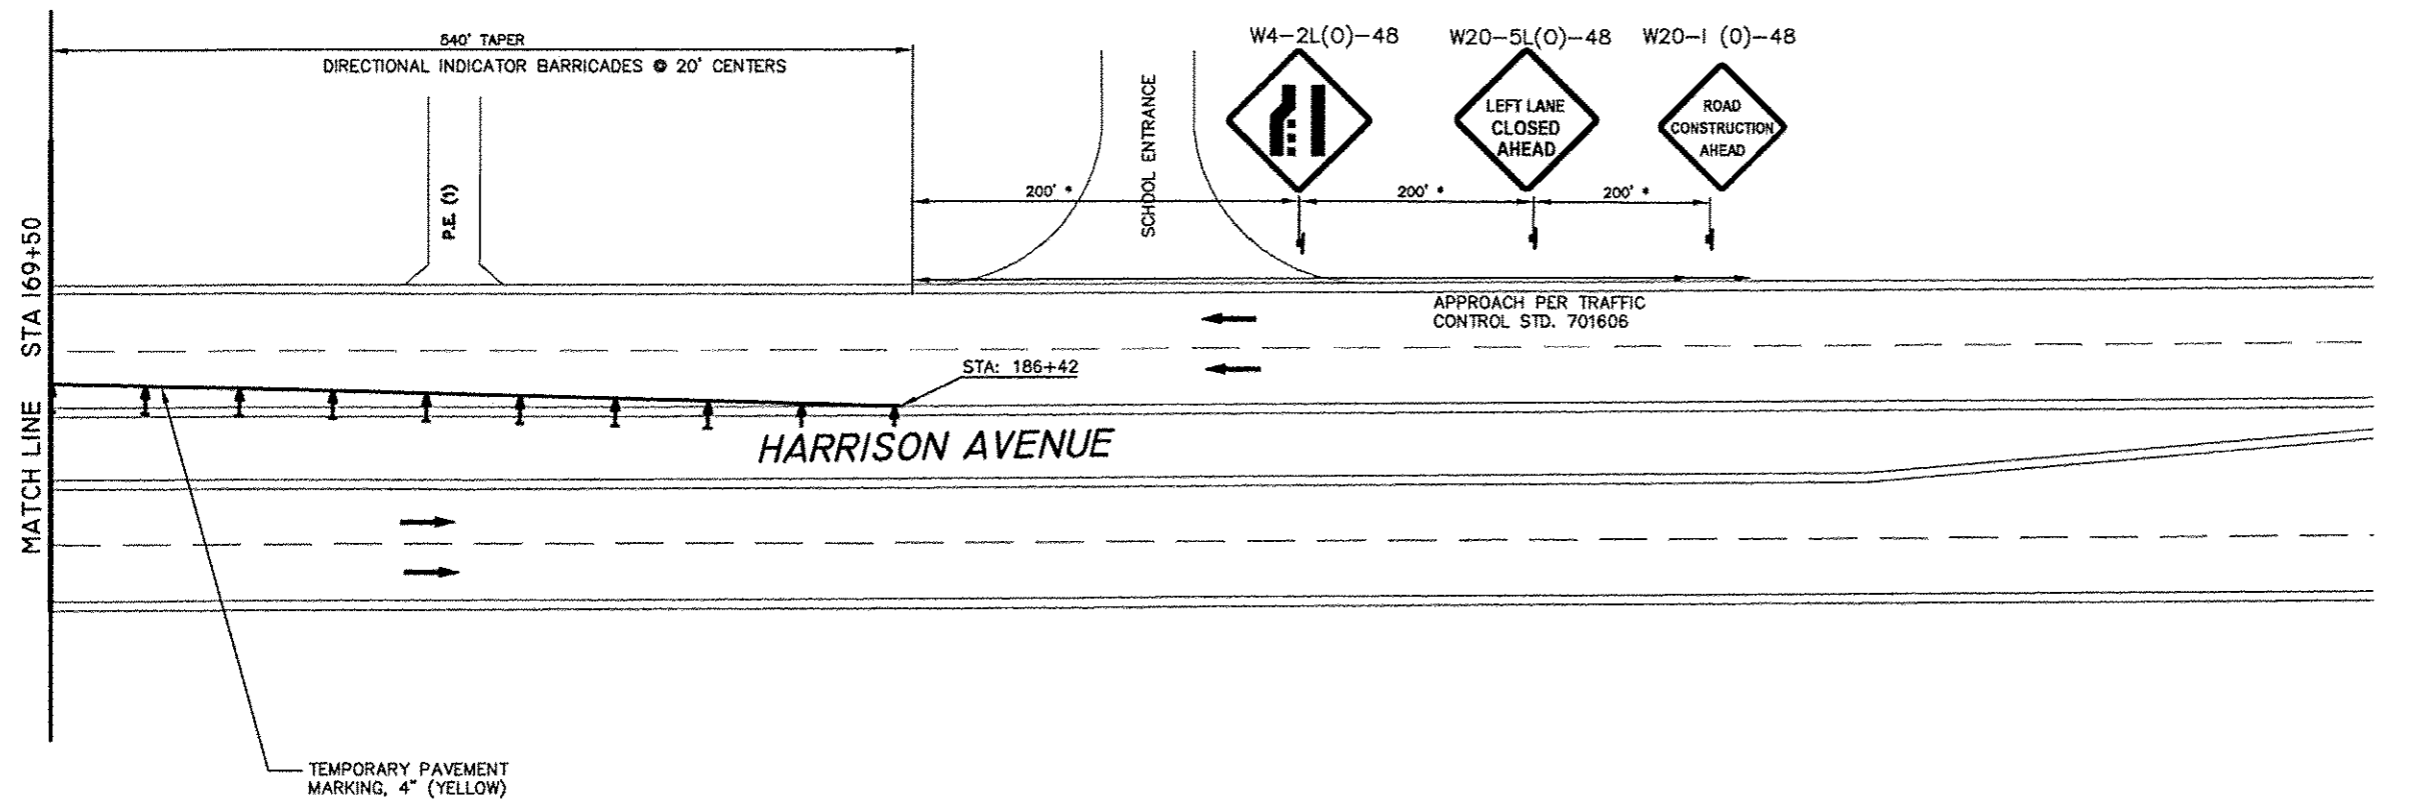 540' TAPER
DIRECTIONAL INDICATOR BARRICADES @ 20' CENTERS
W4-2L(O)-48
W20-5L(O)-48
W20-I (O)-48
LEFT LANE
CLOSED
AHEAD
ROAD
CONSTRUCTION
AHEAD
SCHOOL ENTRANCE
P.E. (1)
200' *
200' *
200' *
MATCH LINE STA 169+50
APPROACH PER TRAFFIC
CONTROL STD. 701606
STA: 186+42
HARRISON AVENUE
TEMPORARY PAVEMENT
MARKING, 4" (YELLOW)